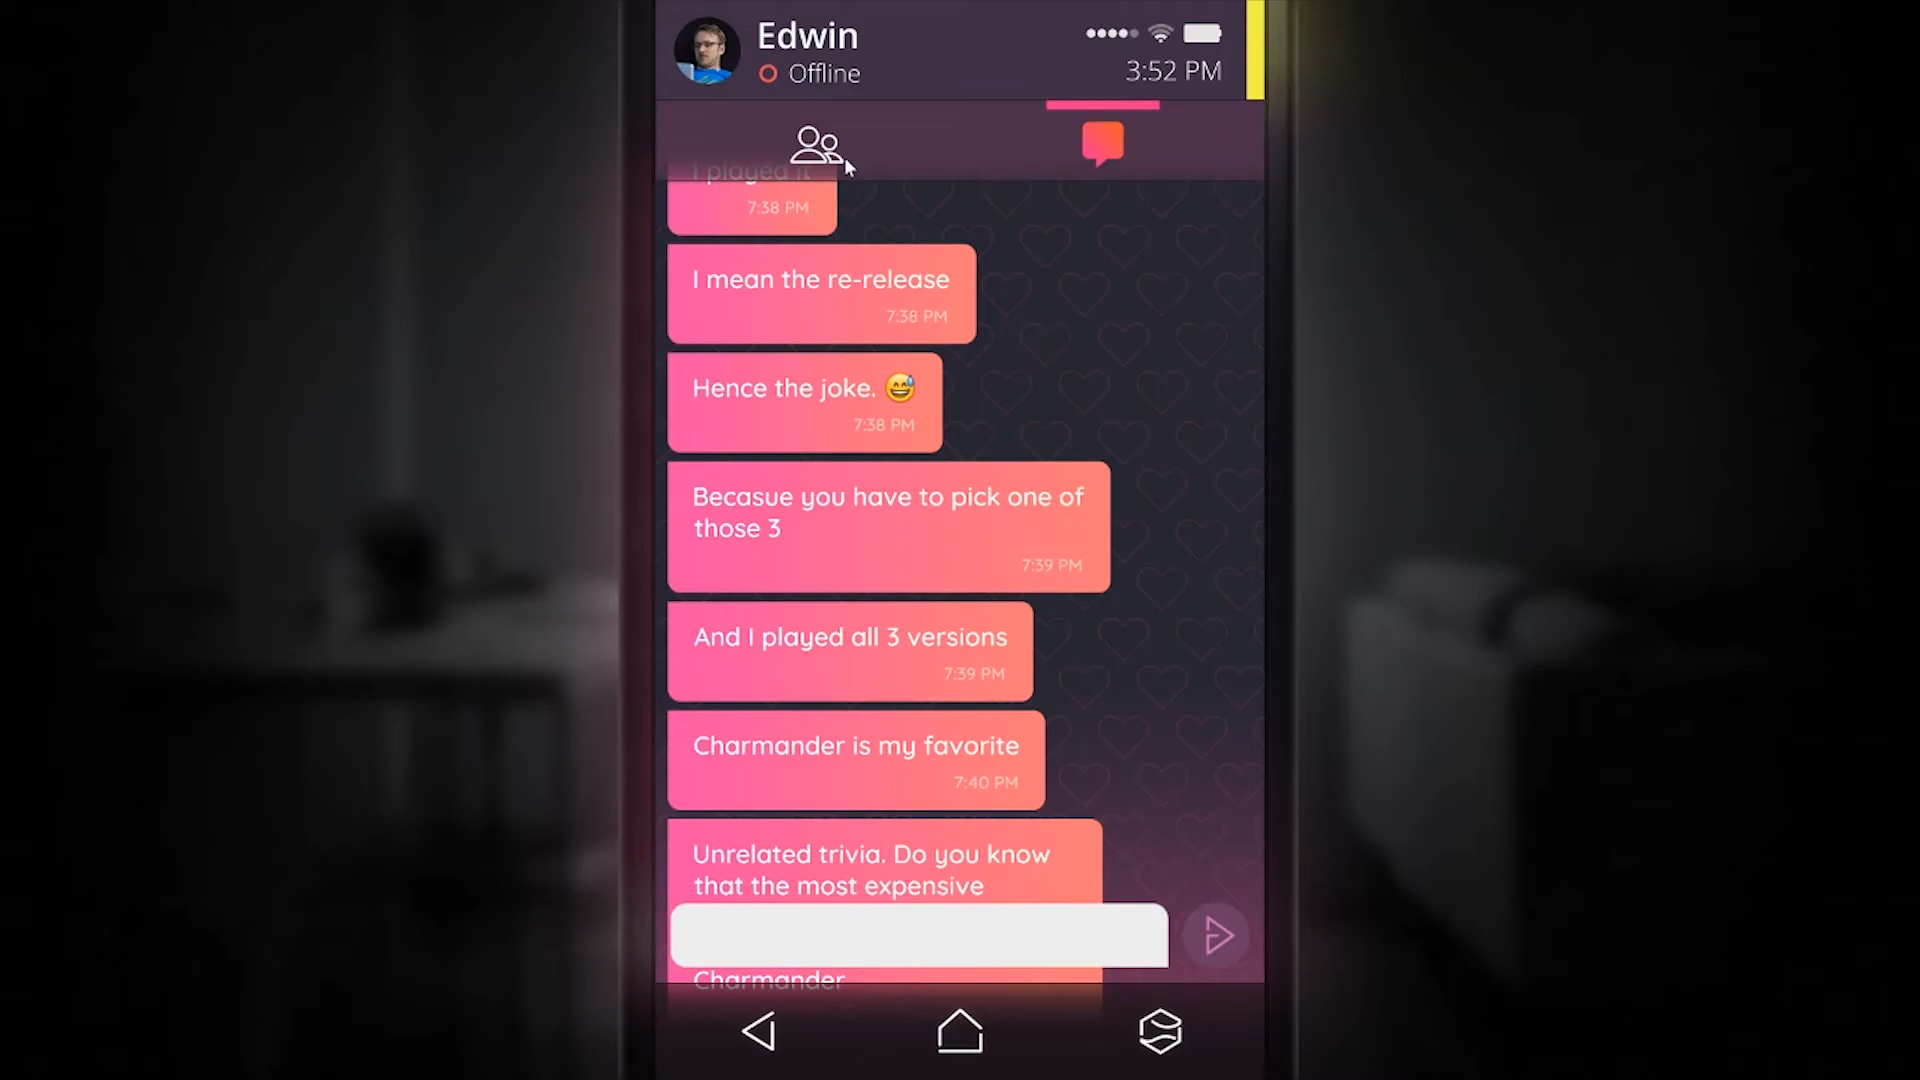 Edwin
Offline
3:52 PM
I played it
7:38 PM
I mean the re-release
7:38 PM
Hence the joke. 😅
7:38 PM
Becasue you have to pick one of
those 3
7:39 PM
And I played all 3 versions
7:39 PM
Charmander is my favorite
7:40 PM
Unrelated trivia. Do you know
that the most expensive
Charmander